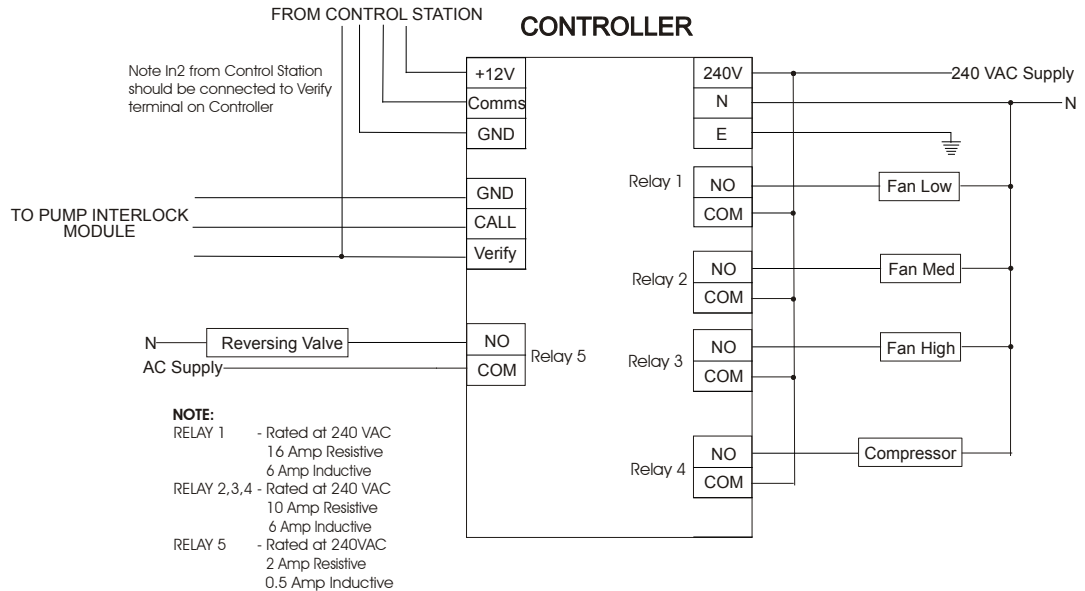 FROM CONTROL STATION
CONTROLLER
Note In2 from Control Station
should be connected to Verify
terminal on Controller
+12V
Comms
GND
240V
N
E
240 VAC Supply
N
TO PUMP INTERLOCK
MODULE
GND
CALL
Verify
Relay 1
NO
COM
Fan Low
Relay 2
NO
COM
Fan Med
N
Reversing Valve
AC Supply
NO
COM
Relay 5
Relay 3
NO
COM
Fan High
Relay 4
NO
COM
Compressor
NOTE:
RELAY 1 - Rated at 240 VAC
16 Amp Resistive
6 Amp Inductive
RELAY 2,3,4 - Rated at 240 VAC
10 Amp Resistive
6 Amp Inductive
RELAY 5 - Rated at 240VAC
2 Amp Resistive
0.5 Amp Inductive